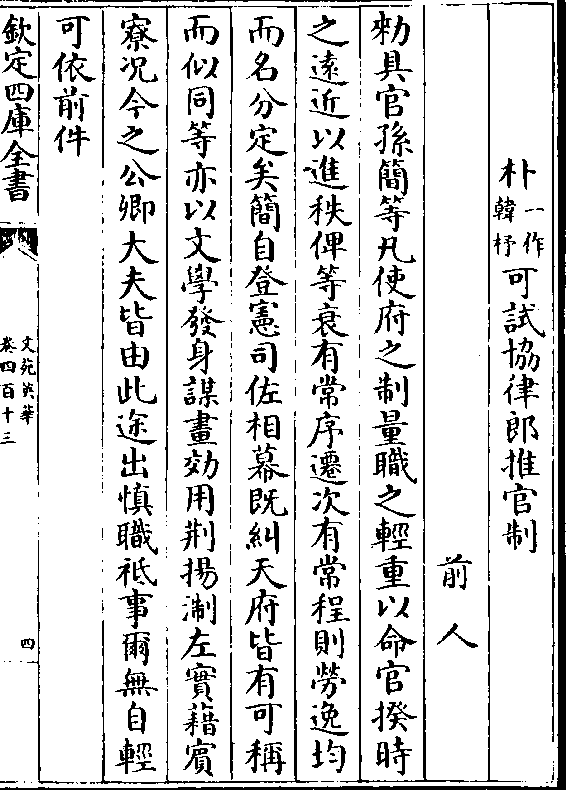 朴一作韓杼可試協律郎推官制
前人
勑具官孫簡等凡使府之制量職之輕重以命官揆時
之遠近以進秩俾等衰有常序遷次有常程則勞逸均
而名分定矣簡自登憲司佐相幕既糾天府皆有可稱
而似同等亦以文學發身謀畫効用荆揚淛左實藉賓
寮况今之公卿大夫皆由此途出慎職祇事爾無自輕
可依前件
欽定四庫全書
文苑英華
卷四百十三
四